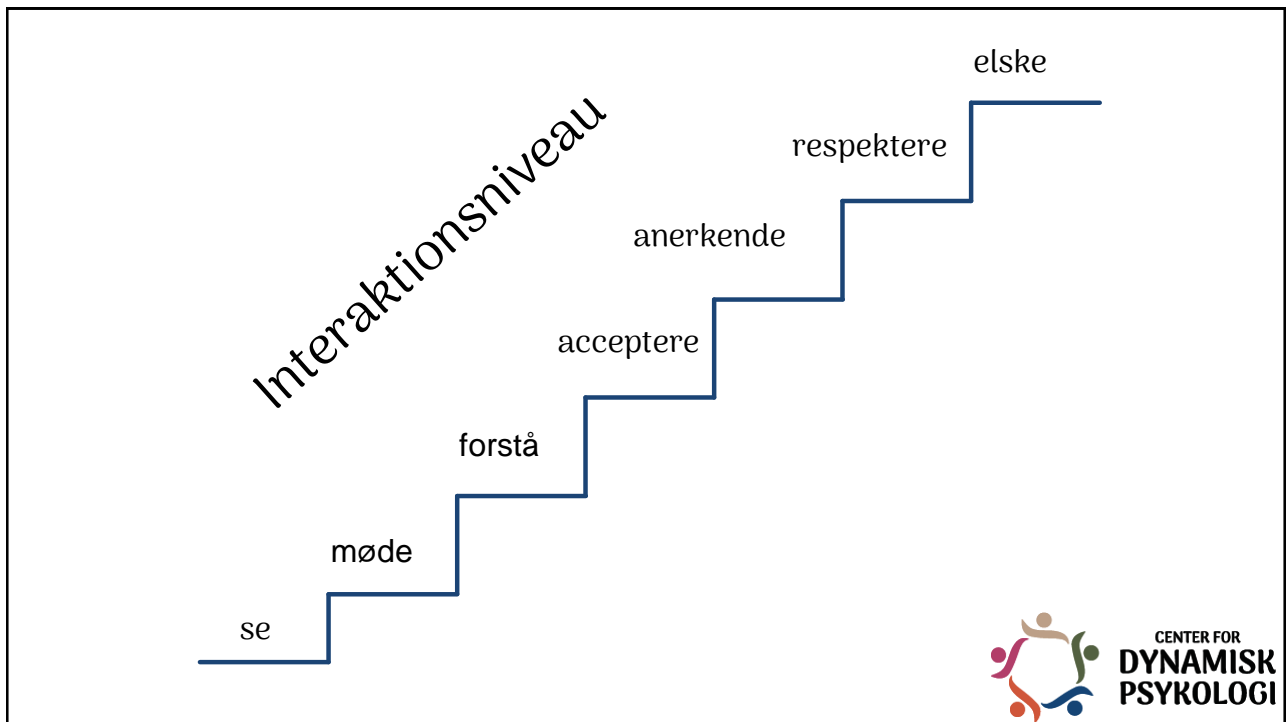 elske
respektere
Interaktionsniveau
anerkende
acceptere
forstå
møde
se
CENTER FOR
DYNAMISK
PSYKOLOGI